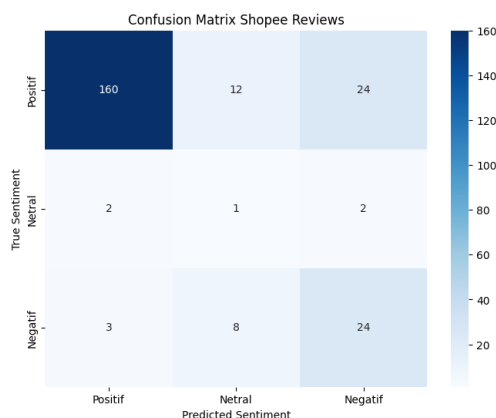 Confusion Matrix Shopee Reviews
160
140
120
100
80
60
40
20
True Sentiment
Positif
160 12 24
Netral
2 1 2
Negatif
3 8 24
Positif Netral Negatif
Predicted Sentiment